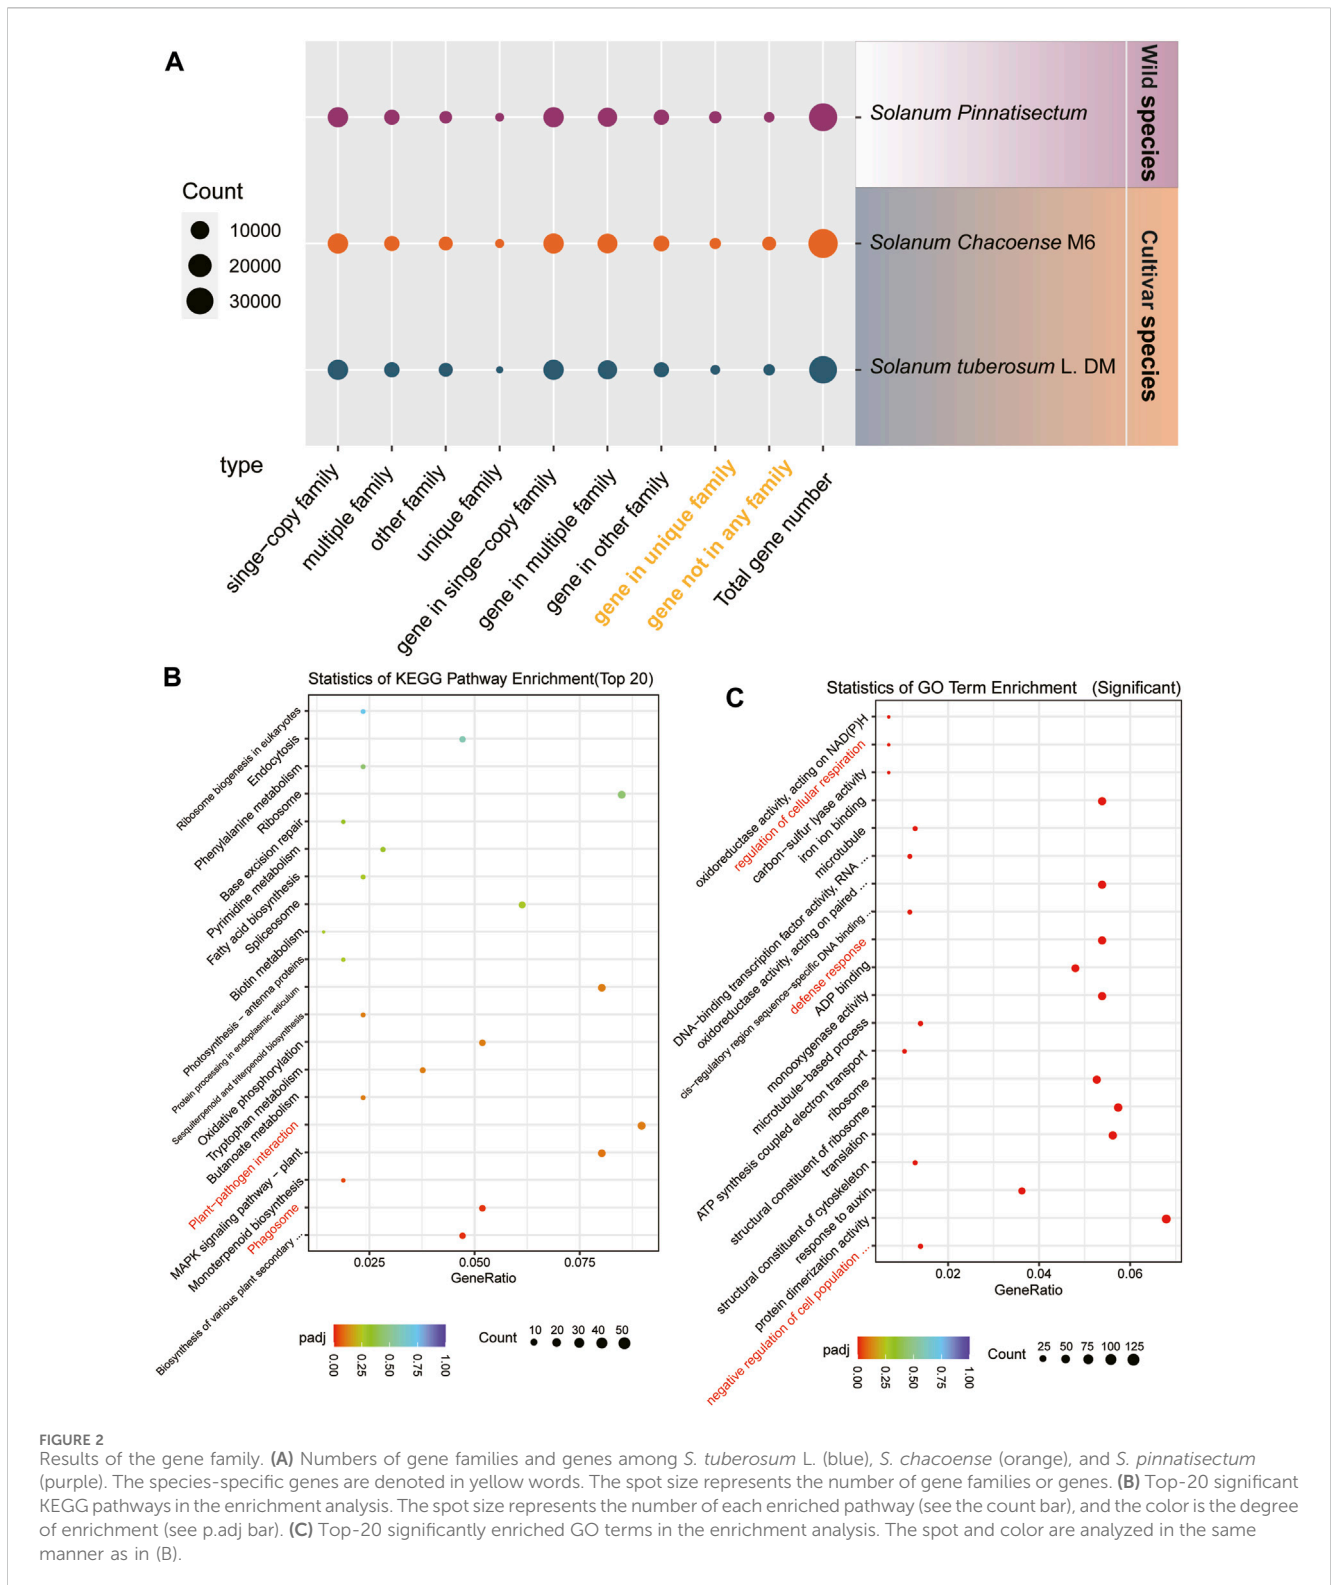 A
Count
10000
20000
30000
Solanum Pinnatisectum
Solanum Chacoense M6
Solanum tuberosum L. DM
Wild species
Cultivar species
type
singe-copy family
multiple family
other family
unique family
gene in singe-copy family
gene in multiple family
gene in other family
gene in unique family
gene not in any family
Total gene number
B
Statistics of KEGG Pathway Enrichment(Top 20)
Ribosome biogenesis in eukaryotes
Endocytosis
Phenylalanine metabolism
Ribosome
Base excision repair
Pyrimidine metabolism
Fatty acid biosynthesis
Spliceosome
Biotin metabolism
Photosynthesis - antenna proteins
Protein processing in endoplasmic reticulum
Sesquiterpenoid and triterpenoid biosynthesis
Oxidative phosphorylation
Tryptophan metabolism
Butanoate metabolism
Plant-pathogen interaction
MAPK signaling pathway - plant
Monoterpenoid biosynthesis
Phagosome
Biosynthesis of various plant secondary ...
0.025 0.050 0.075
GeneRatio
padj
0.00 0.25 0.50 0.75 1.00
Count
10 20 30 40 50
C
Statistics of GO Term Enrichment (Significant)
oxidoreductase activity, acting on NAD(P)H
regulation of cellular respiration
carbon-sulfur lyase activity
iron ion binding
microtubule
DNA-binding transcription factor activity, RNA ...
oxidoreductase activity, acting on paired ...
cis-regulatory region sequence-specific DNA binding ...
defense response
ADP binding
monooxygenase activity
microtubule-based process
ATP synthesis coupled electron transport
ribosome
structural constituent of ribosome
translation
structural constituent of cytoskeleton
response to auxin
protein dimerization activity
negative regulation of cell population ...
0.02 0.04 0.06
GeneRatio
padj
0.00 0.25 0.50 0.75 1.00
Count
25 50 75 100 125
FIGURE 2
Results of the gene family. (A) Numbers of gene families and genes among S. tuberosum L. (blue), S. chacoense (orange), and S. pinnatisectum
(purple). The species-specific genes are denoted in yellow words. The spot size represents the number of gene families or genes. (B) Top-20 significant
KEGG pathways in the enrichment analysis. The spot size represents the number of each enriched pathway (see the count bar), and the color is the degree
of enrichment (see p.adj bar). (C) Top-20 significantly enriched GO terms in the enrichment analysis. The spot and color are analyzed in the same
manner as in (B).